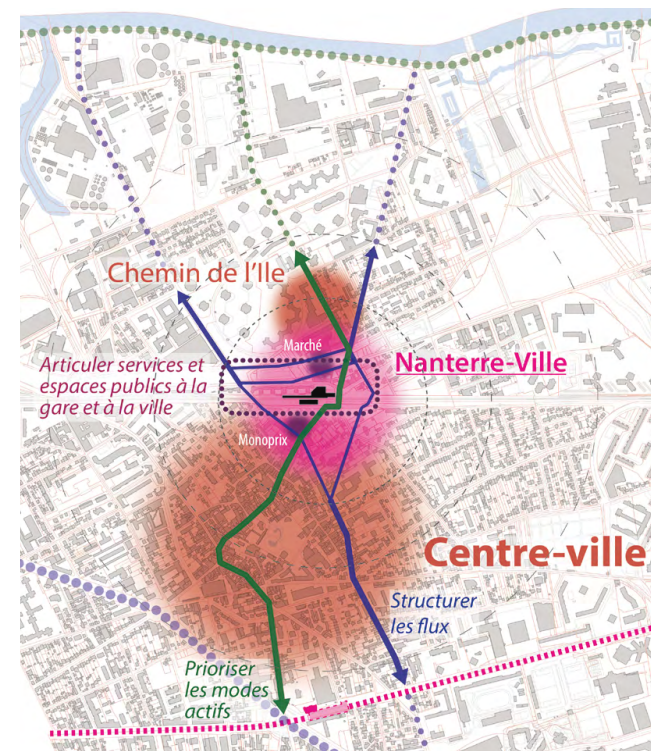 Chemin de l'Ile
Marché
Articuler services et
espaces publics à la
gare et à la ville
Nanterre-Ville
Monoprix
Centre-ville
Structurer
les flux
Prioriser
les modes
actifs